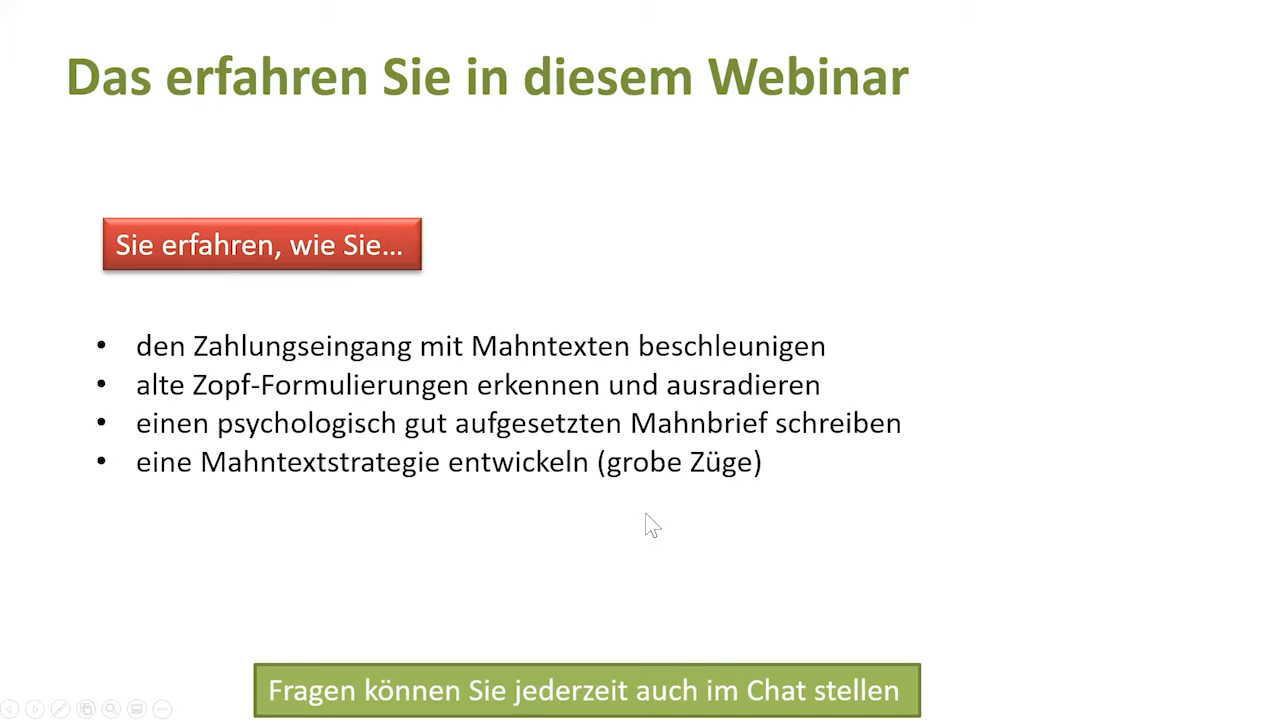 Das erfahren Sie in diesem Webinar
Sie erfahren, wie Sie...
• den Zahlungseingang mit Mahntexten beschleunigen
• alte Zopf-Formulierungen erkennen und ausradieren
• einen psychologisch gut aufgesetzten Mahnbrief schreiben
• eine Mahntextstrategie entwickeln (grobe Züge)
Fragen können Sie jederzeit auch im Chat stellen